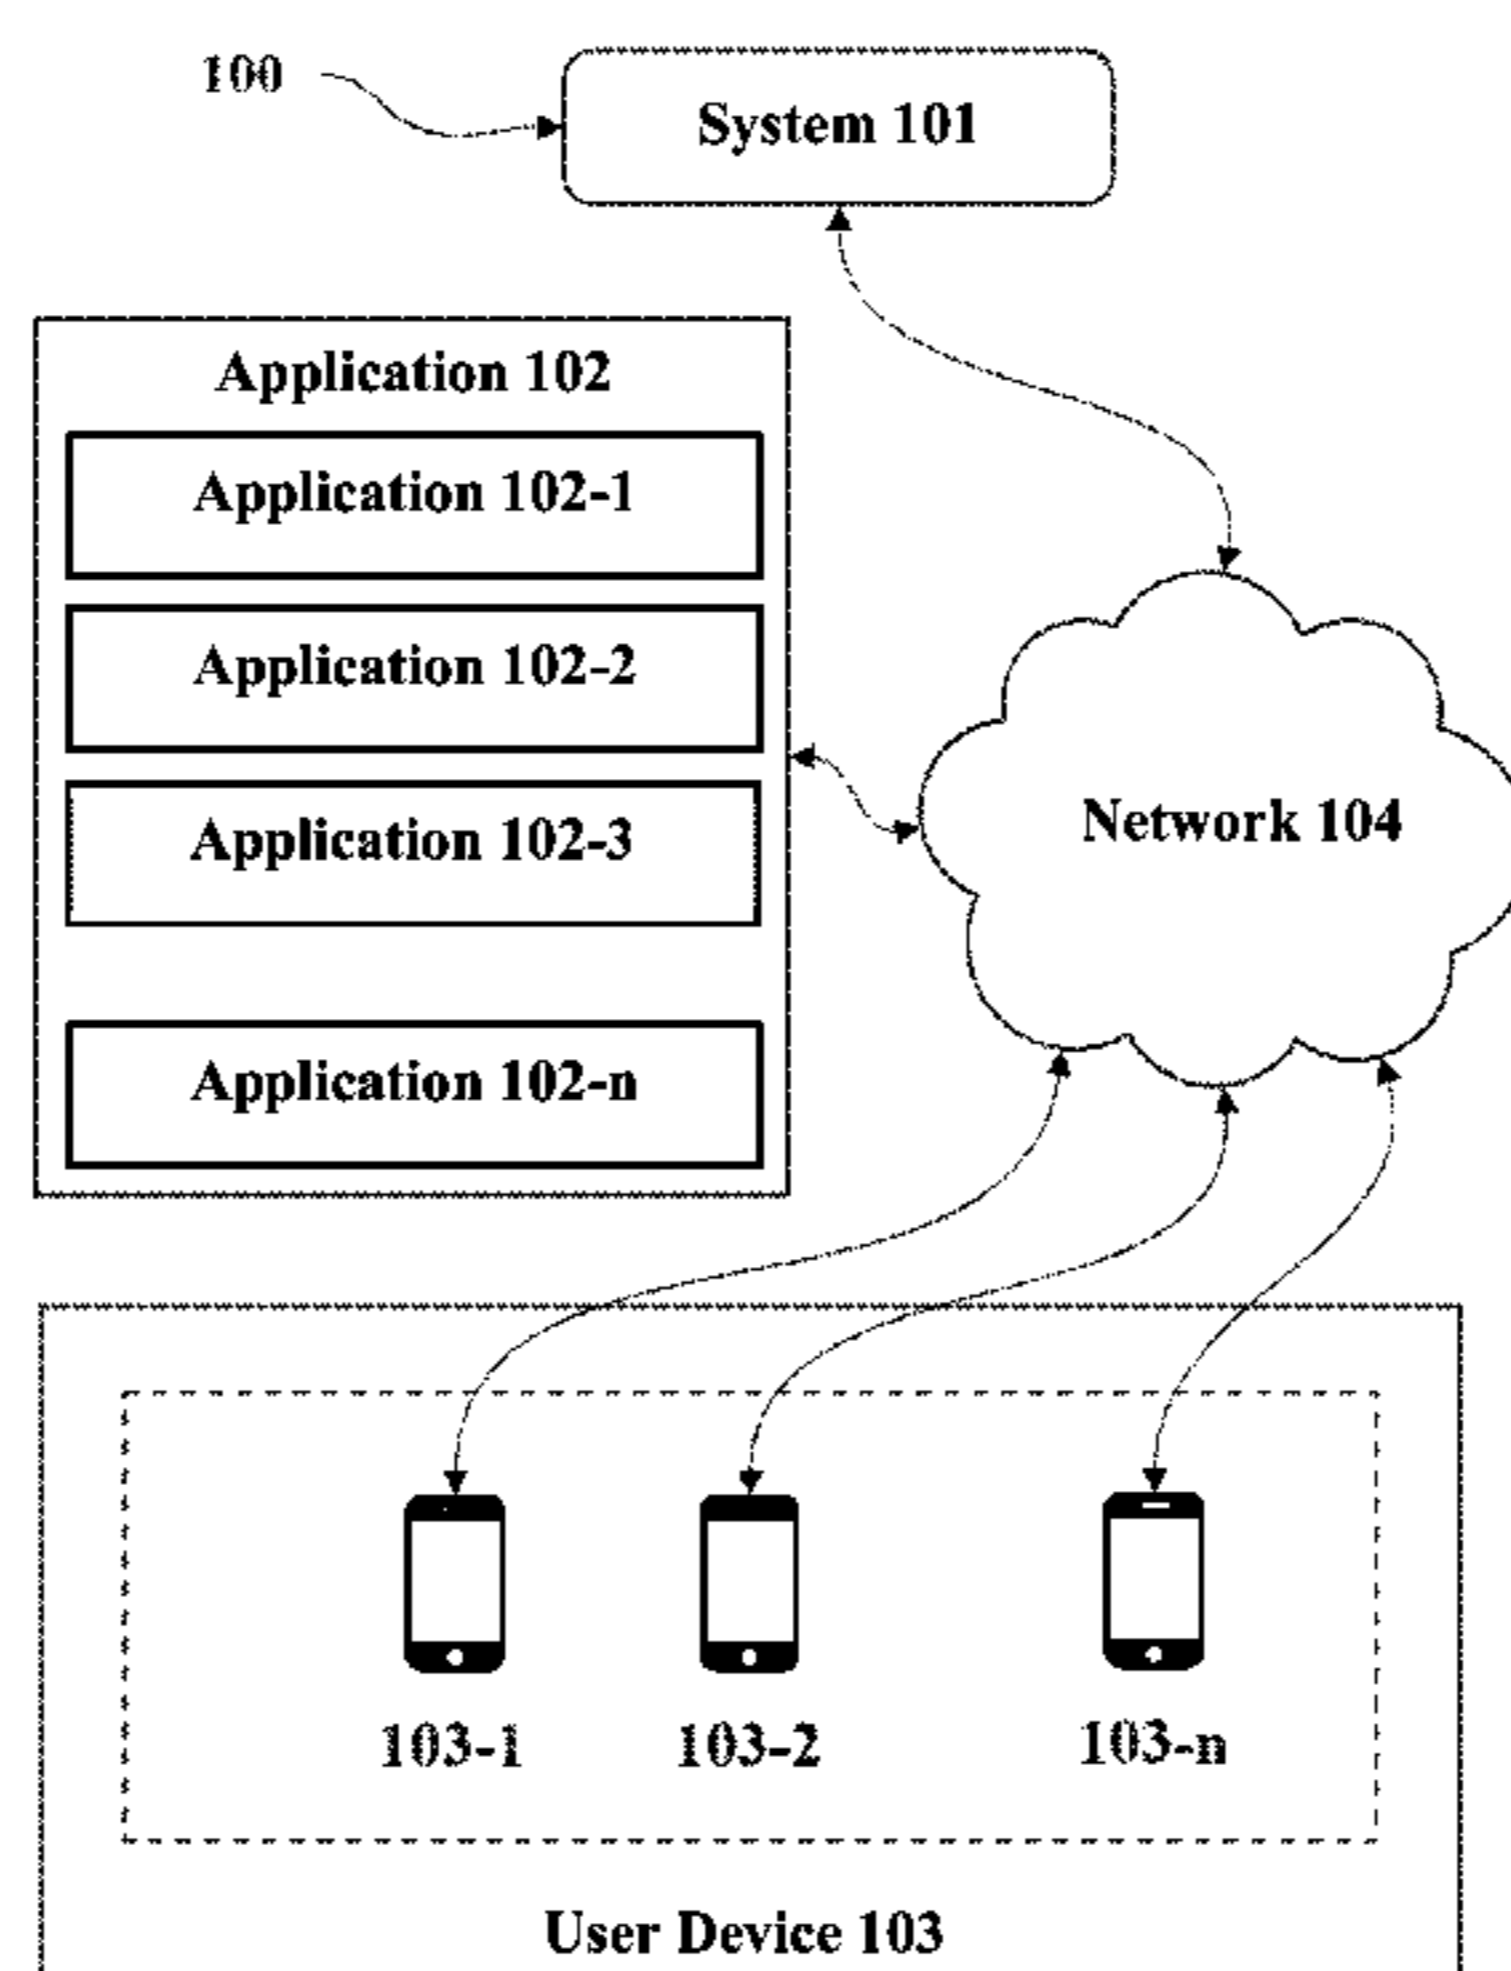 100
System 101
Application 102
Application 102-1
Application 102-2
Application 102-3
Application 102-n
Network 104
103-1
103-2
103-n
User Device 103